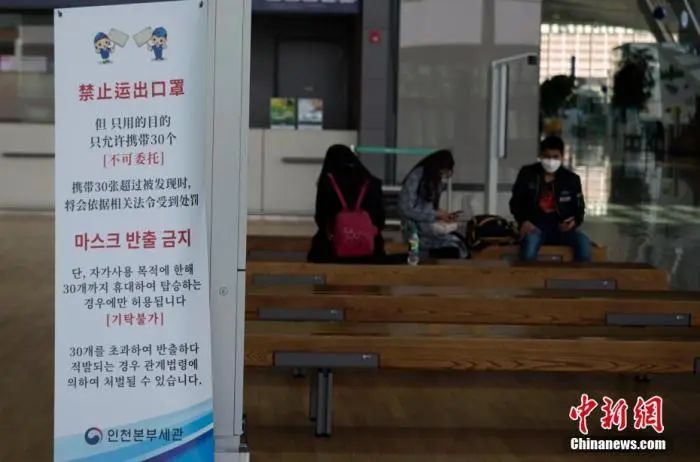 禁止运出口罩
但 只用的目的
只允许携带30个
[不可委托]
携带30张超过被发现时,
将会依据相关法令受到处罚
마스크 반출 금지
단, 자가사용 목적에 한해
30개까지 휴대하여 탑승하는
경우에만 허용됩니다
[기탁불가]
30개를 초과하여 반출하다
적발되는 경우 관계법령에
의하여 처벌될 수 있습니다.
인천본부세관
中新网
Chinanews.com